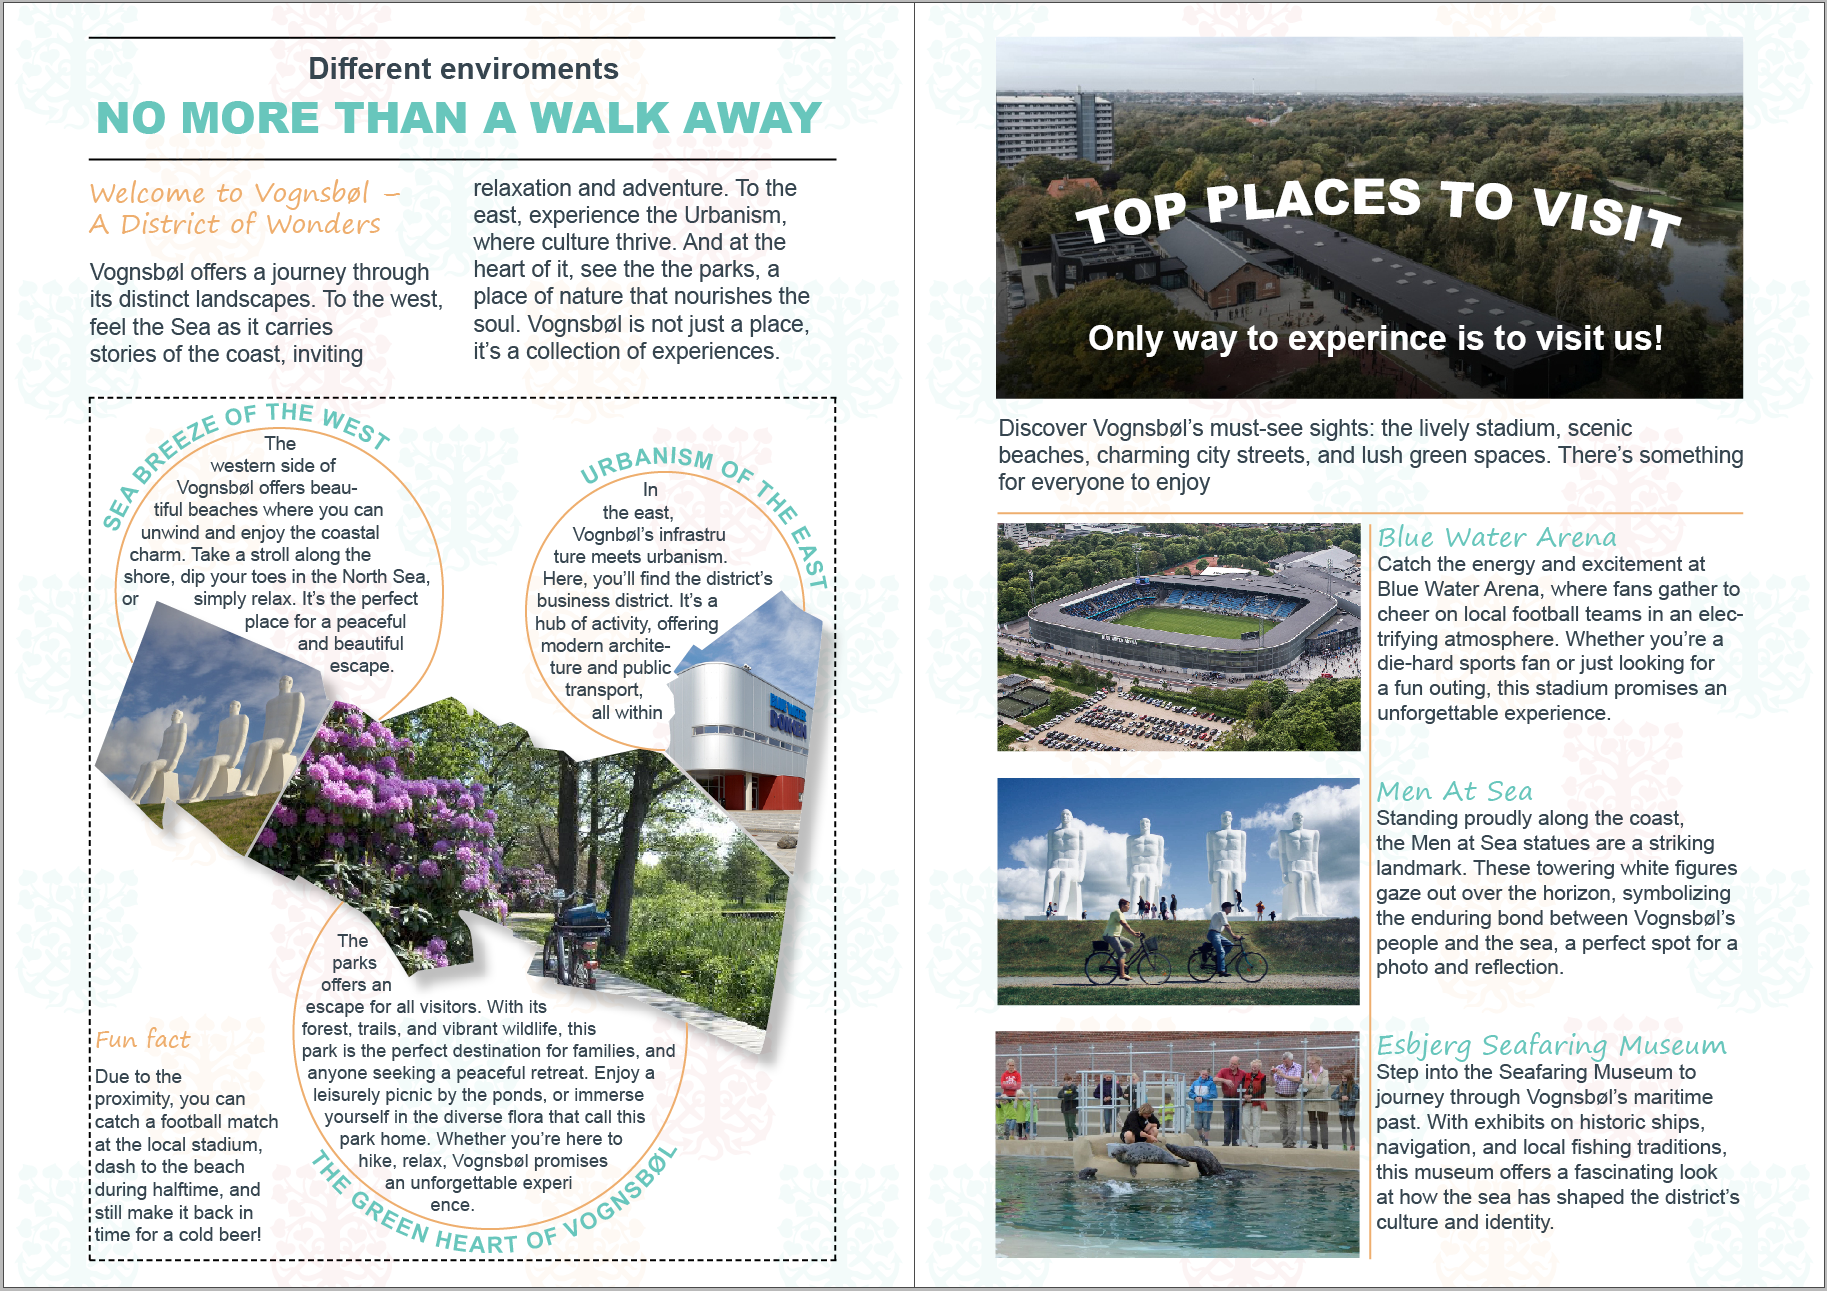 Different enviroments
NO MORE THAN A WALK AWAY
Welcome to Vognsbøl –
A District of Wonders
Vognsbøl offers a journey through
its distinct landscapes. To the west,
feel the Sea as it carries
stories of the coast, inviting
relaxation and adventure. To the
east, experience the Urbanism,
where culture thrive. And at the
heart of it, see the the parks, a
place of nature that nourishes the
soul. Vognsbøl is not just a place,
it’s a collection of experiences.
SEA BREEZE OF THE WEST
The
western side of
Vognsbøl offers beau-
tiful beaches where you can
unwind and enjoy the coastal
charm. Take a stroll along the
shore, dip your toes in the North Sea,
or simply relax. It’s the perfect
place for a peaceful
and beautiful
escape.
URBANISM OF THE EAST
In
the east,
Vognbøl’s infrastru
ture meets urbanism.
Here, you’ll find the district’s
business district. It’s a
hub of activity, offering
modern archite-
ture and public
transport,
all within
BLUE WATER
DOKKEN
The
parks
offers an
escape for all visitors. With its
forest, trails, and vibrant wildlife, this
park is the perfect destination for families, and
anyone seeking a peaceful retreat. Enjoy a
leisurely picnic by the ponds, or immerse
yourself in the diverse flora that call this
park home. Whether you’re here to
hike, relax, Vognsbøl promises
an unforgettable experi
ence.
THE GREEN HEART OF VOGNSBØL
Fun fact
Due to the
proximity, you can
catch a football match
at the local stadium,
dash to the beach
during halftime, and
still make it back in
time for a cold beer!
TOP PLACES TO VISIT
Only way to experince is to visit us!
Discover Vognsbøl’s must-see sights: the lively stadium, scenic
beaches, charming city streets, and lush green spaces. There’s something
for everyone to enjoy
Blue Water Arena
Catch the energy and excitement at
Blue Water Arena, where fans gather to
cheer on local football teams in an elec-
trifying atmosphere. Whether you’re a
die-hard sports fan or just looking for
a fun outing, this stadium promises an
unforgettable experience.
BLUE WATER ARENA
Men At Sea
Standing proudly along the coast,
the Men at Sea statues are a striking
landmark. These towering white figures
gaze out over the horizon, symbolizing
the enduring bond between Vognsbøl’s
people and the sea, a perfect spot for a
photo and reflection.
Esbjerg Seafaring Museum
Step into the Seafaring Museum to
journey through Vognsbøl’s maritime
past. With exhibits on historic ships,
navigation, and local fishing traditions,
this museum offers a fascinating look
at how the sea has shaped the district’s
culture and identity.